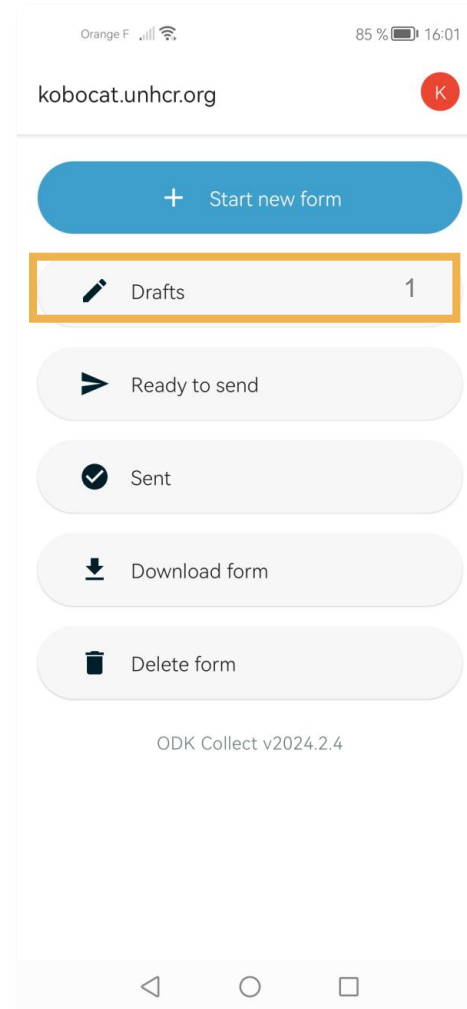 Orange F 85 % 16:01
kobocat.unhcr.org K
+ Start new form
Drafts 1
Ready to send
Sent
Download form
Delete form
ODK Collect v2024.2.4